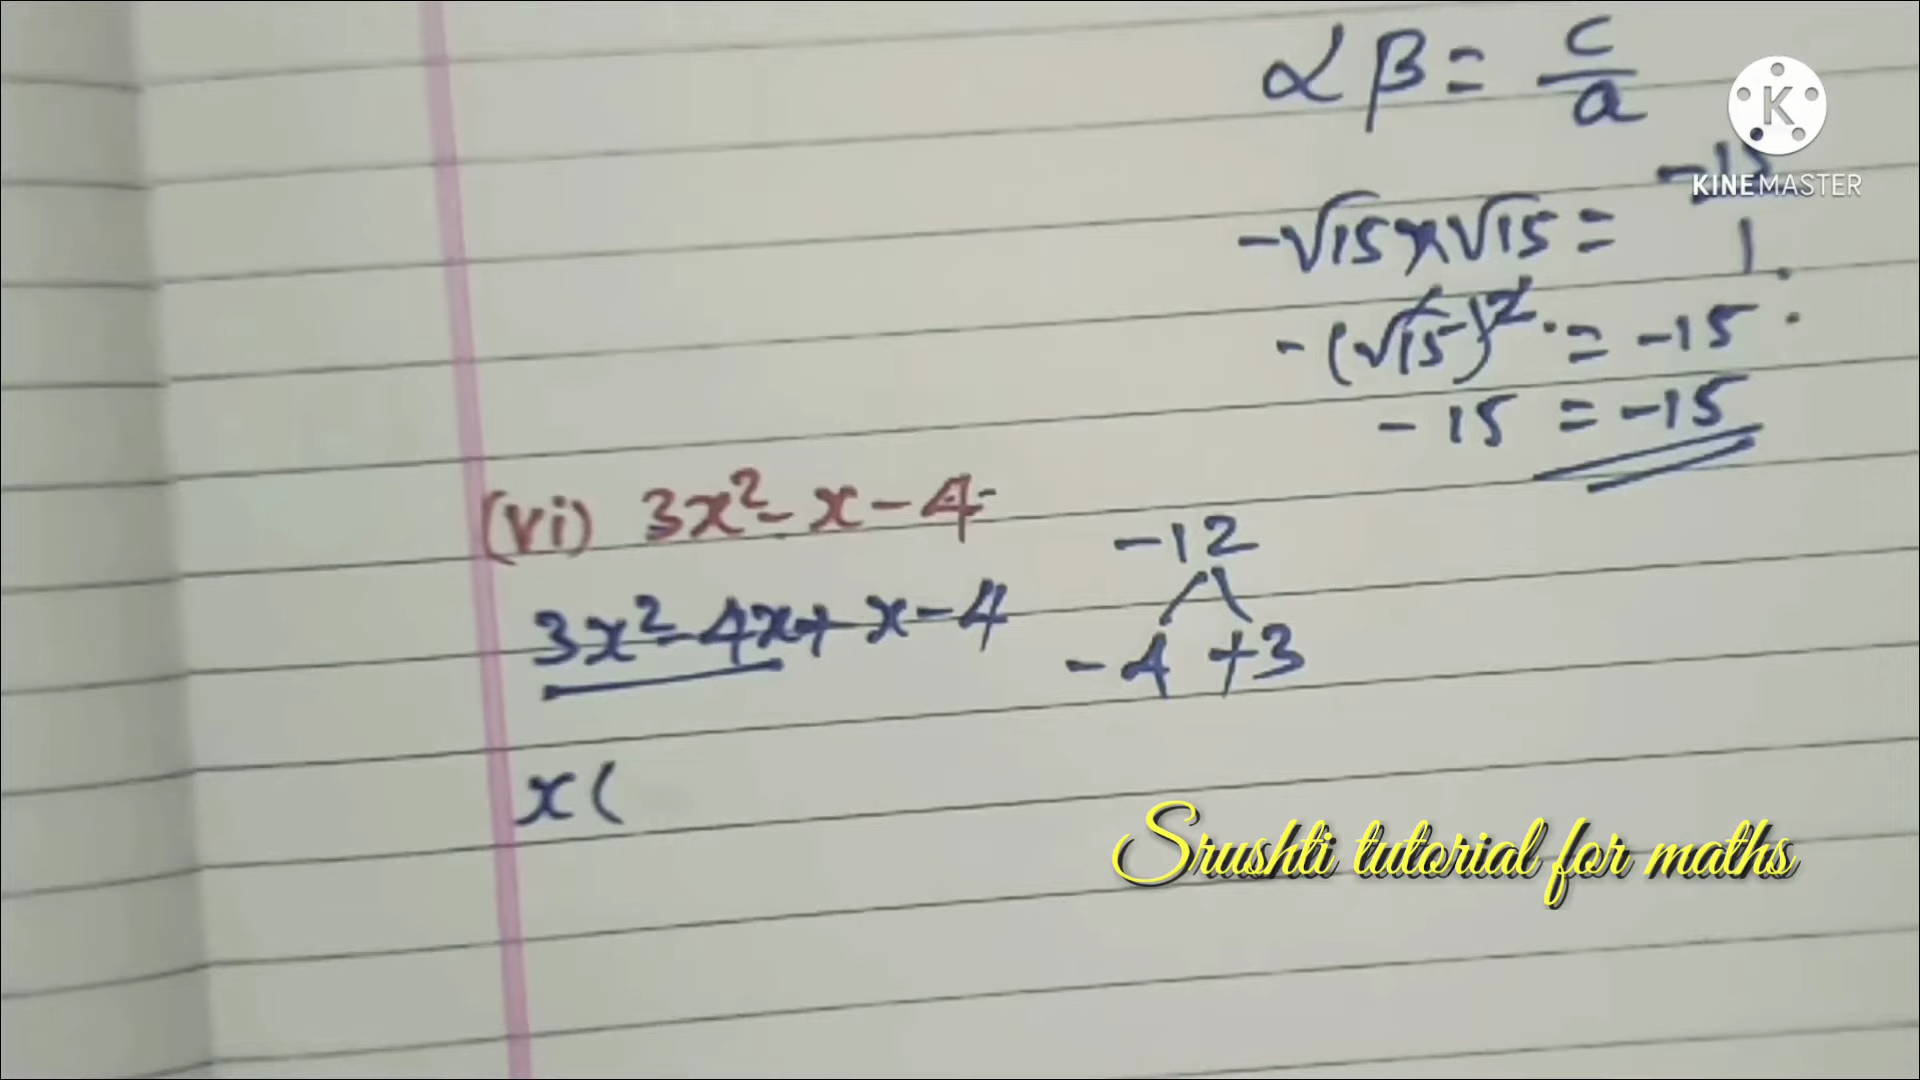 αβ = c/a
K
KINEMASTER
-√15 x √15 = -15/1
-(√15)² = -15
-15 = -15
(vi) 3x² - x - 4
-12
3x² - 4x + x - 4
-4 +3
x(
Srushti tutorial for maths